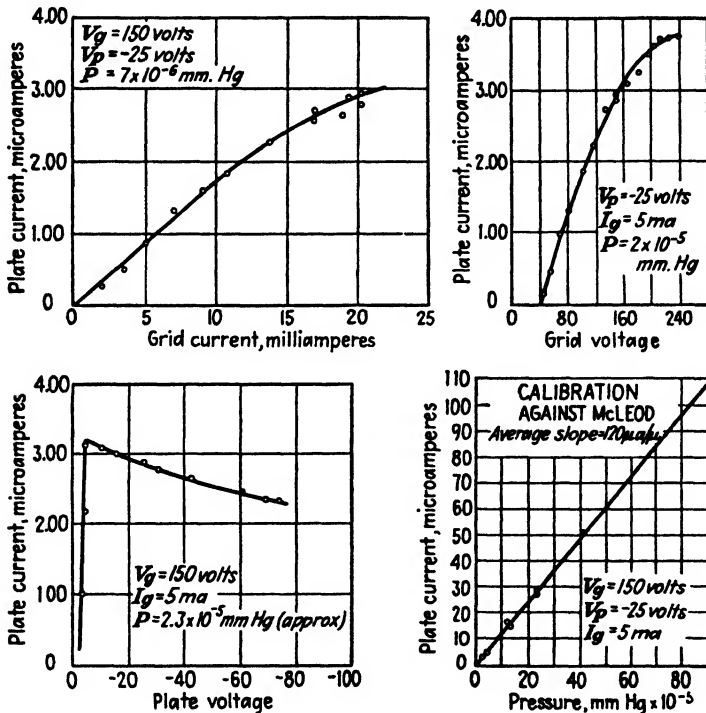 Plate current, microamperes
4.00
3.00
2.00
1.00
0
0
5
10
15
20
25
Grid current, milliamperes
Vg = 150 volts
Vp = -25 volts
P = 7x10-6 mm. Hg
Plate current, microamperes
4.00
3.00
2.00
1.00
0
0
80
160
240
Grid voltage
Vp = -25 volts
Ig = 5 ma
P = 2x10-5
mm. Hg
Plate current, microamperes
4.00
3.00
2.00
1 00
0
0
-20
-40
-60
-80
-100
Plate voltage
Vg = 150 volts
Ig = 5 ma
P = 2.3x10-5 mm Hg (approx)
Plate current, microamperes
110
100
90
80
70
60
50
40
30
20
10
0
0
20
40
60
80
Pressure, mm Hg x 10-5
CALIBRATION
AGAINST McLEOD
Average slope=120µa/µ
Vg = 150 volts
Vp = -25 volts
Ig = 5 ma